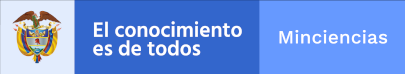 El conocimiento
es de todos
Minciencias